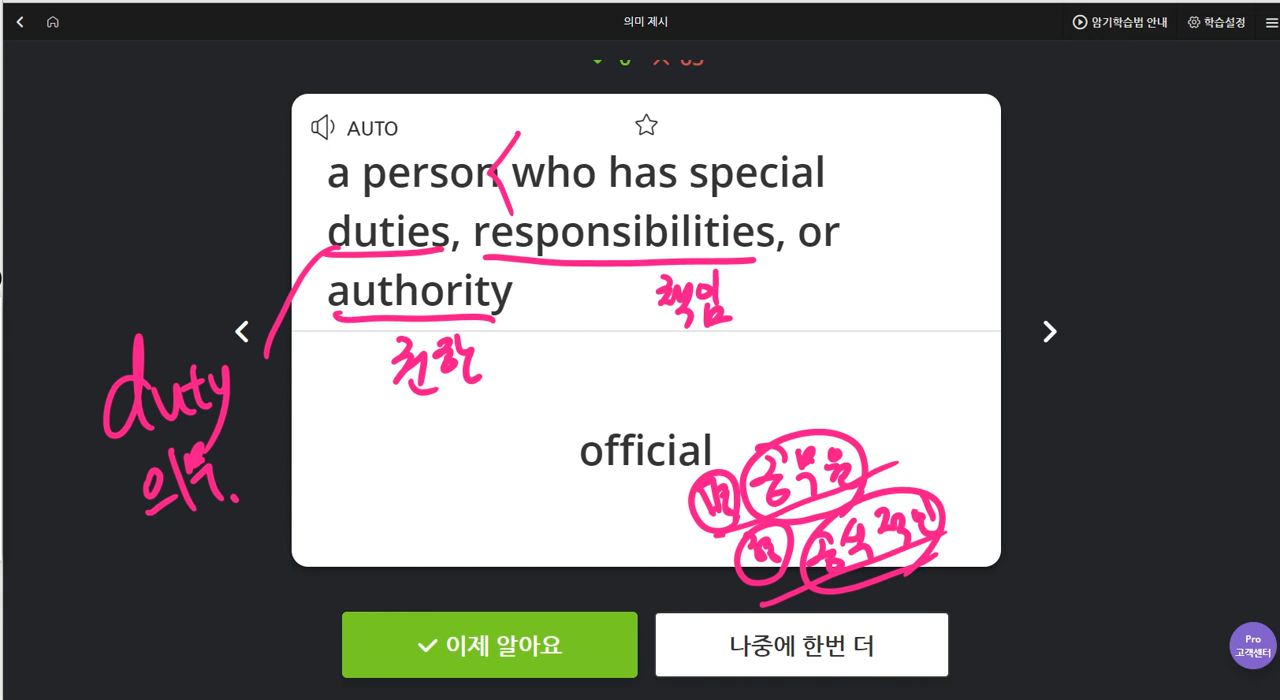 의미 제시
암기학습법 안내
학습설정
AUTO
a person who has special
duties, responsibilities, or
authority
책임
권한
duty
의무.
official
명
공무원
형
공식적인
이제 알아요
나중에 한번 더
Pro
고객센터